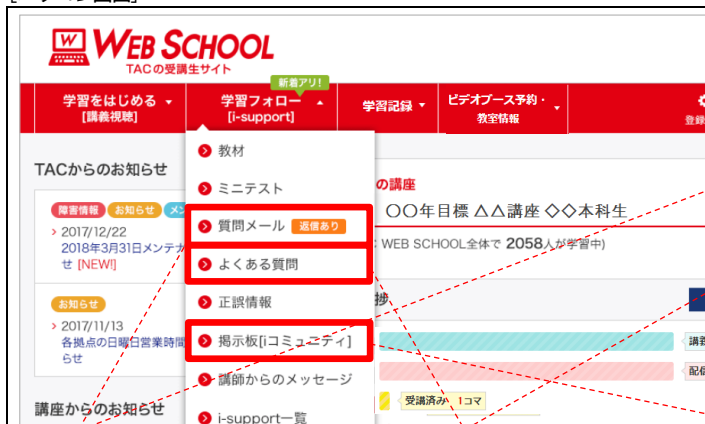 WEB SCHOOL
TACの受講生サイト
新着アリ!
学習をはじめる
[講義視聴]
学習フォロー
[i-support]
学習記録
ビデオブース予約・
教室情報
登録
TACからのお知らせ
障害情報 お知らせ
2017/12/22
2018年3月31日メンテナ
せ [NEW!]
お知らせ
2017/11/13
各拠点の日曜日営業時間
らせ
講座からのお知らせ
教材
ミニテスト
質問メール 返信あり
よくある質問
正誤情報
掲示板[iコミュニティ]
講師からのメッセージ
i-support一覧
の講座
〇〇年目標 △△講座 ◇◇本科生
WEB SCHOOL全体で 2058人が学習中)
捗
講義
配信
受講済み 1コマ